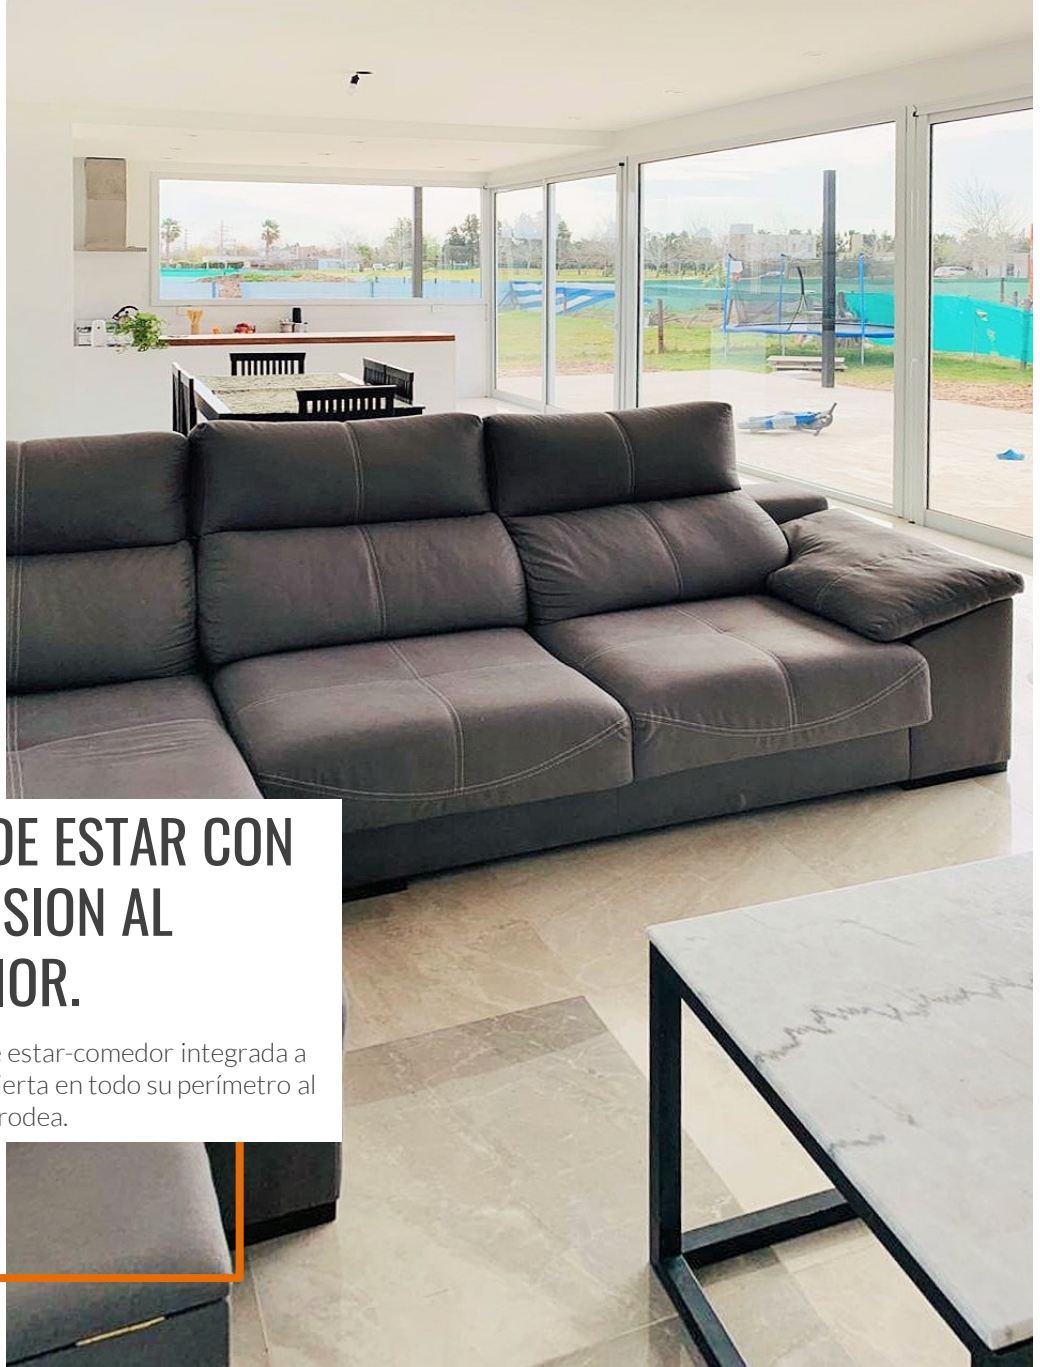 DE ESTAR CON
SION AL
IOR.
estar-comedor integrada a
ierta en todo su perímetro al
rodea.